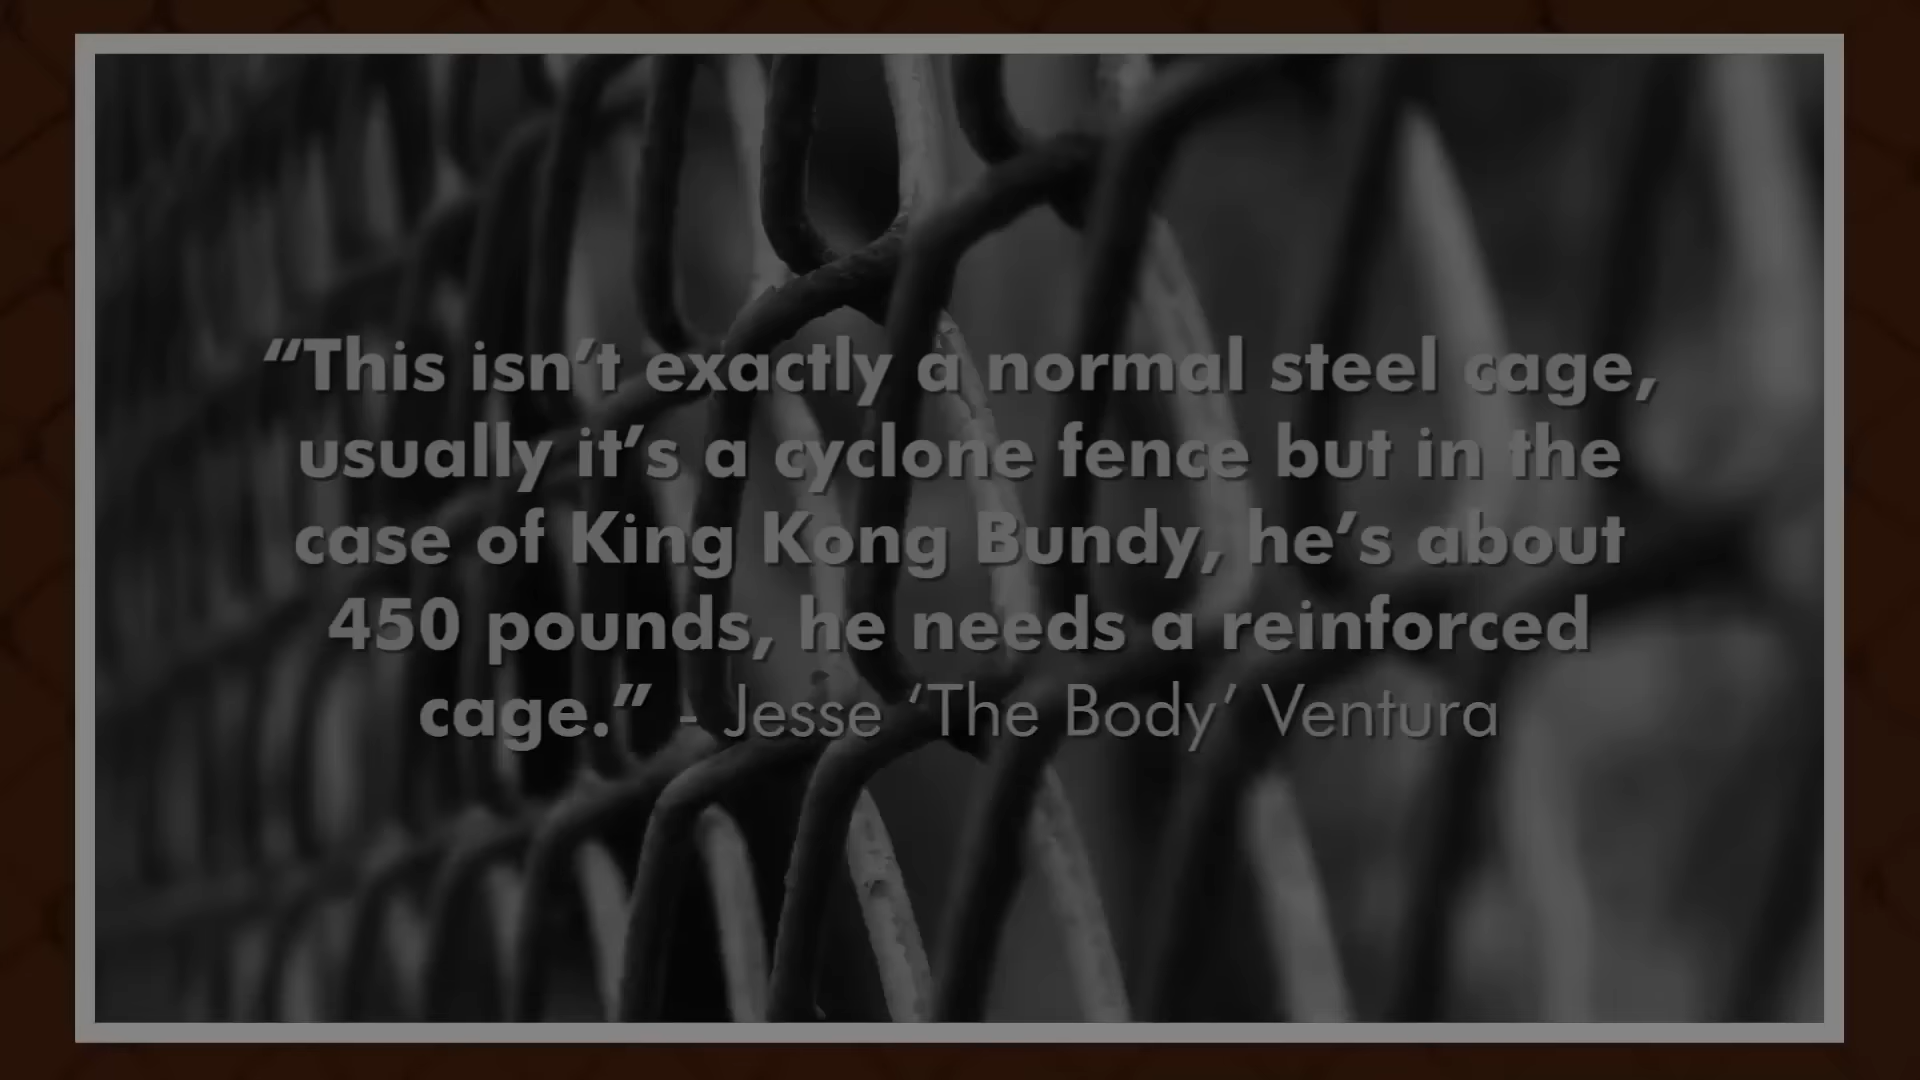 “This isn’t exactly a normal steel cage,
usually it’s a cyclone fence but in the
case of King Kong Bundy, he’s about
450 pounds, he needs a reinforced
cage.” - Jesse ‘The Body’ Ventura